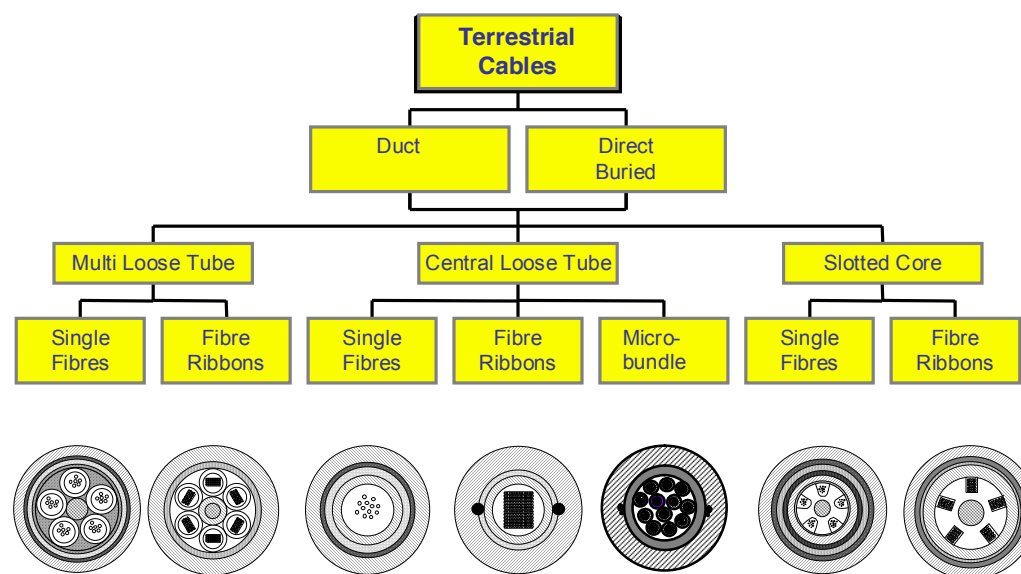 Terrestrial
Cables
Duct
Direct
Buried
Multi Loose Tube
Central Loose Tube
Slotted Core
Single
Fibres
Fibre
Ribbons
Single
Fibres
Fibre
Ribbons
Micro-
bundle
Single
Fibres
Fibre
Ribbons